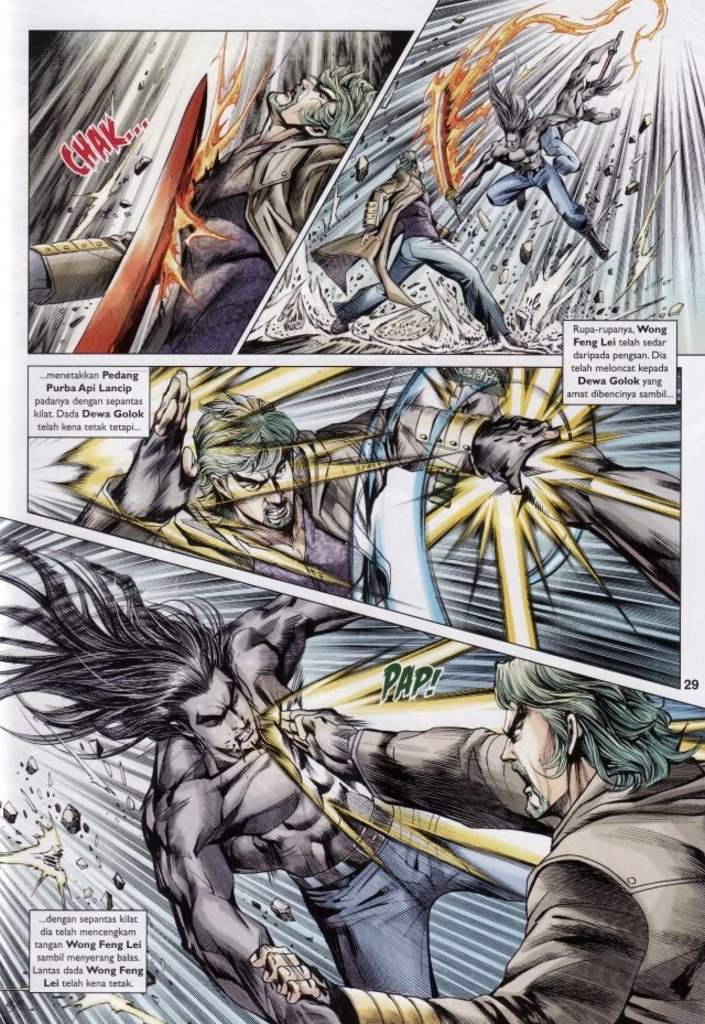 CHAK...
Rupa-rupanya, Wong
Feng Lei telah sedar
daripada pengsan. Dia
telah meloncat kepada
Dewa Golok yang
amat dibencinya sambil...
...menetakkan Pedang
Purba Api Lancip
padanya dengan sepantas
kilat. Dada Dewa Golok
telah kena tetak tetapi...
29
PAP!
...dengan sepantas kilat
dia telah mencengkam
tangan Wong Feng Lei
sambil menyerang balas.
Lantas dada Wong Feng
Lei telah kena tetak.